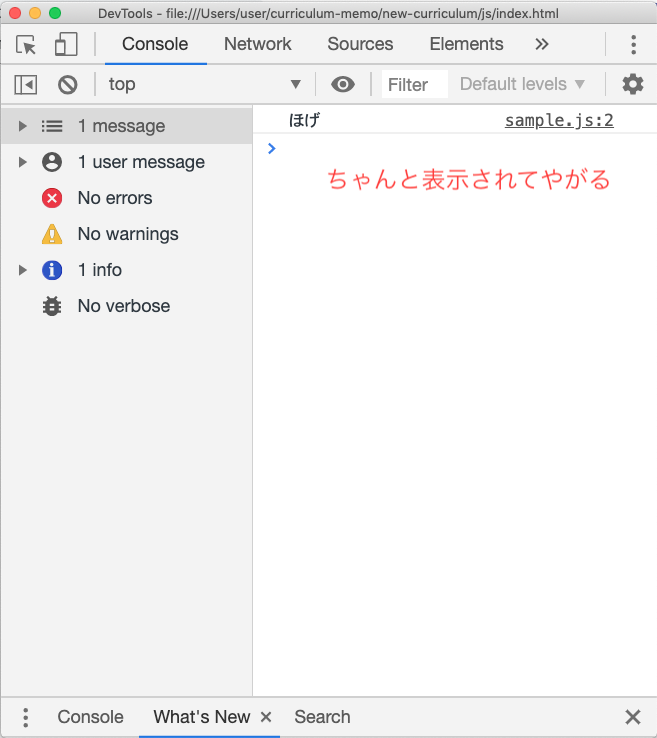 DevTools - file:///Users/user/curriculum-memo/new-curriculum/js/index.html
Console Network Sources Elements »
top Filter Default levels
1 message
1 user message
No errors
No warnings
1 info
No verbose
ほげ sample.js:2
ちゃんと表示されてやがる
Console What's New Search